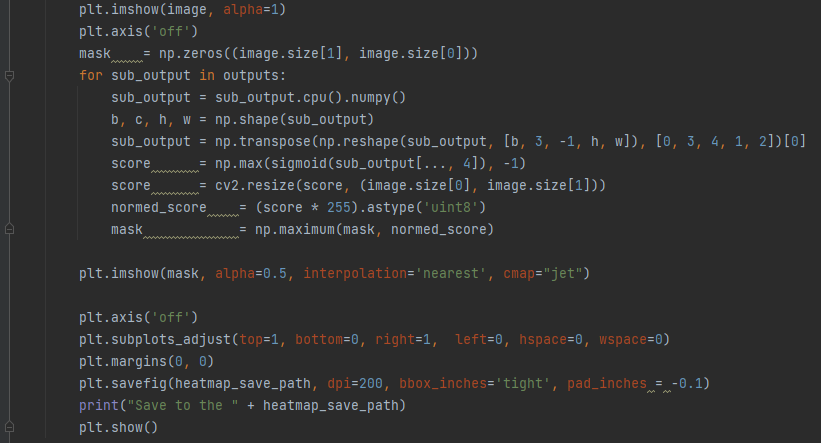 plt.imshow(image, alpha=1)
plt.axis('off')
mask    = np.zeros((image.size[1], image.size[0]))
for sub_output in outputs:
    sub_output = sub_output.cpu().numpy()
    b, c, h, w = np.shape(sub_output)
    sub_output = np.transpose(np.reshape(sub_output, [b, 3, -1, h, w]), [0, 3, 4, 1, 2])[0]
    score      = np.max(sigmoid(sub_output[..., 4]), -1)
    score      = cv2.resize(score, (image.size[0], image.size[1]))
    normed_score    = (score * 255).astype('uint8')
    mask            = np.maximum(mask, normed_score)

plt.imshow(mask, alpha=0.5, interpolation='nearest', cmap="jet")

plt.axis('off')
plt.subplots_adjust(top=1, bottom=0, right=1,  left=0, hspace=0, wspace=0)
plt.margins(0, 0)
plt.savefig(heatmap_save_path, dpi=200, bbox_inches='tight', pad_inches = -0.1)
print("Save to the " + heatmap_save_path)
plt.show()